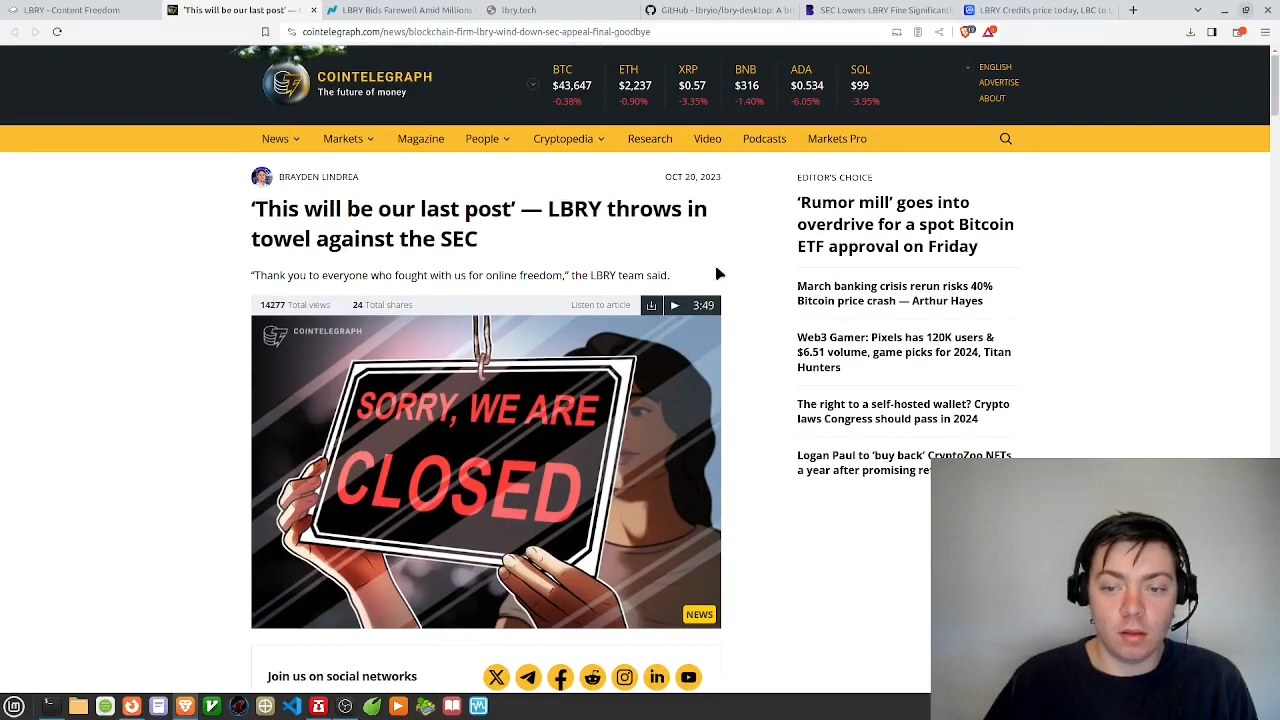 LBRY - Content Freedom
'This will be our last post' — L
LBRY Bids Farewell Amid Millions o
lbry.tech
GitHub - lbryio/lbry-desktop: A br
SEC Lowers LBRY Fine Significantl
LBRY Credits price today, LBC to U
cointelegraph.com/news/blockchain-firm-lbry-wind-down-sec-appeal-final-goodbye
COINTELEGRAPH
The future of money
BTC
$43,647
-0.38%
ETH
$2,237
-0.90%
XRP
$0.57
-3.35%
BNB
$316
-1.40%
ADA
$0.534
-6.05%
SOL
$99
-3.95%
ENGLISH
ADVERTISE
ABOUT
News
Markets
Magazine
People
Cryptopedia
Research
Video
Podcasts
Markets Pro
BRAYDEN LINDREA
OCT 20, 2023
'This will be our last post' — LBRY throws in
towel against the SEC
"Thank you to everyone who fought with us for online freedom," the LBRY team said.
14277 Total views
24 Total shares
Listen to article
3:49
COINTELEGRAPH
SORRY, WE ARE
CLOSED
NEWS
Join us on social networks
EDITOR'S CHOICE
'Rumor mill' goes into
overdrive for a spot Bitcoin
ETF approval on Friday
March banking crisis rerun risks 40%
Bitcoin price crash — Arthur Hayes
Web3 Gamer: Pixels has 120K users &
$6.51 volume, game picks for 2024, Titan
Hunters
The right to a self-hosted wallet? Crypto
laws Congress should pass in 2024
Logan Paul to 'buy back' CryptoZoo NFTs
a year after promising re